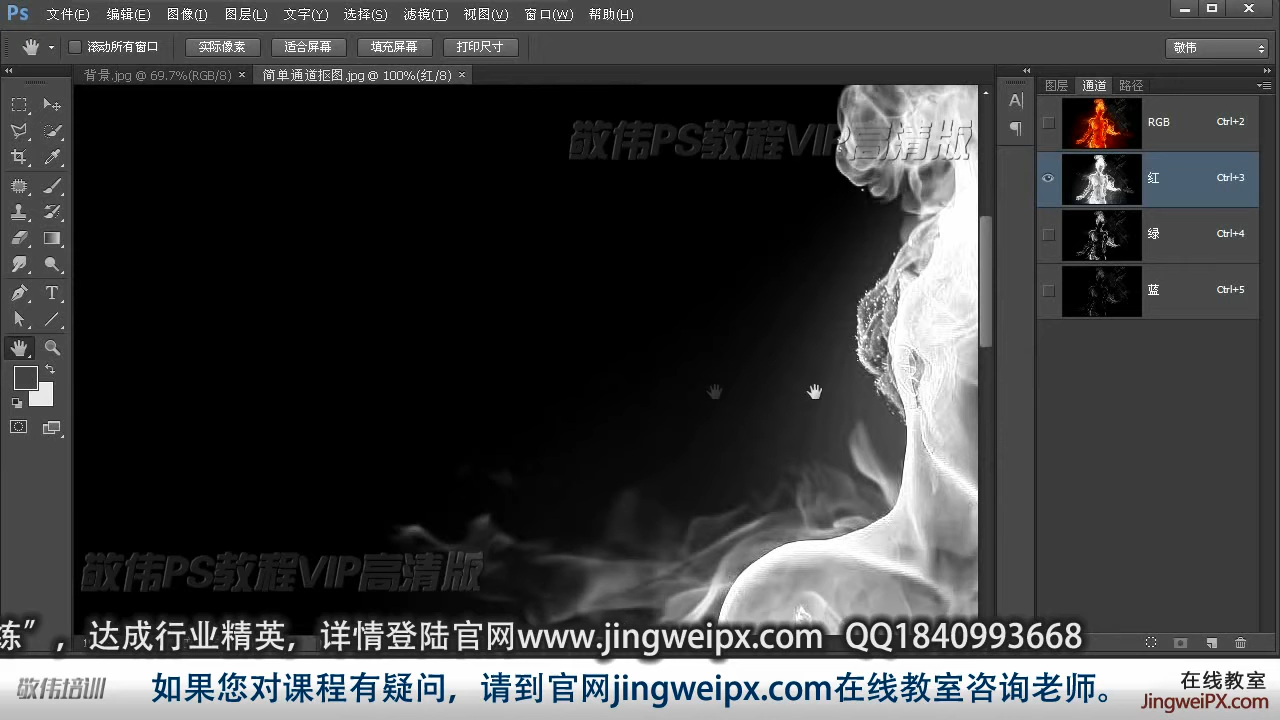 Ps 文件(F) 编辑(E) 图像(I) 图层(L) 文字(Y) 选择(S) 滤镜(T) 视图(V) 窗口(W) 帮助(H)
滚动所有窗口 实际像素 适合屏幕 填充屏幕 打印尺寸 敬伟
背景.jpg @ 69.7%(RGB/8) × 简单通道抠图.jpg @ 100%(红/8) ×
图层 通道 路径
RGB Ctrl+2
敬伟PS教程VIP高清版
红 Ctrl+3
绿 Ctrl+4
蓝 Ctrl+5
敬伟PS教程VIP高清版
练”，达成行业精英，详情登陆官网www.jingweipx.com QQ1840993668
敬伟培训 如果您对课程有疑问，请到官网jingweipx.com在线教室咨询老师。
在线教室
JingweiPX.com